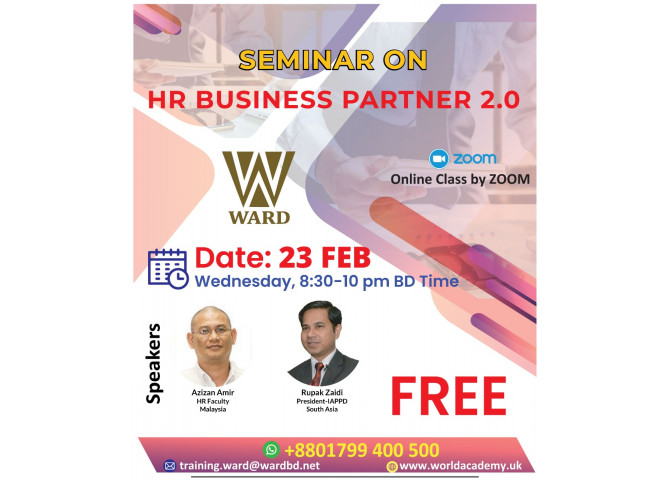 SEMINAR ON
HR BUSINESS PARTNER 2.0
zoom
Online Class by ZOOM
WARD
Date: 23 FEB
Wednesday, 8:30-10 pm BD Time
Speakers
Azizan Amir
HR Faculty
Malaysia
Rupak Zaidi
President-IAPPD
South Asia
FREE
+8801799 400 500
training.ward@wardbd.net
www.worldacademy.uk